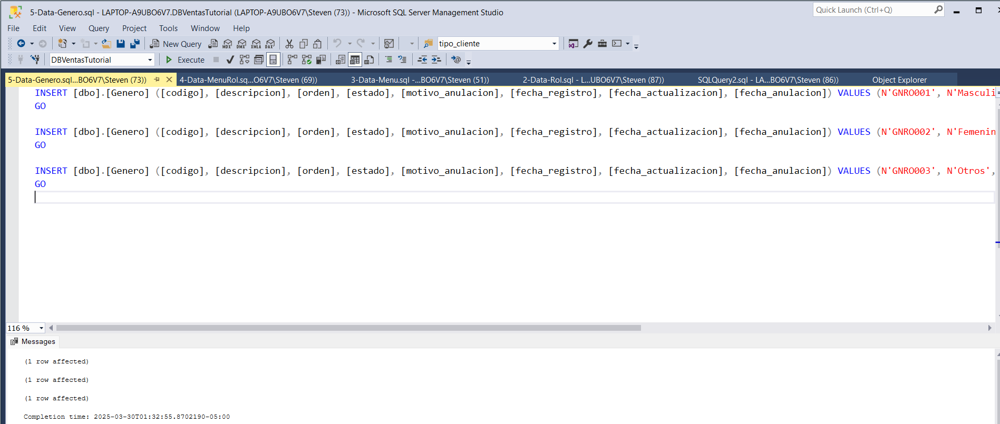 5-Data-Genero.sql - LAPTOP-A9UBO6V7.DBVentasTutorial (LAPTOP-A9UBO6V7\Steven (73)) - Microsoft SQL Server Management Studio
Quick Launch (Ctrl+Q)
File Edit View Query Project Tools Window Help
New Query MDX DMX XMLA DAX tipo_cliente
DBVentasTutorial Execute
5-Data-Genero.sql...BO6V7\Steven (73)) 4-Data-MenuRol.sq...O6V7\Steven (69)) 3-Data-Menu.sql -...BO6V7\Steven (51)) 2-Data-Rol.sql - L...UBO6V7\Steven (87)) SQLQuery2.sql - LA...BO6V7\Steven (86)) Object Explorer
INSERT [dbo].[Genero] ([codigo], [descripcion], [orden], [estado], [motivo_anulacion], [fecha_registro], [fecha_actualizacion], [fecha_anulacion]) VALUES (N'GNRO001', N'Masculi
GO
INSERT [dbo].[Genero] ([codigo], [descripcion], [orden], [estado], [motivo_anulacion], [fecha_registro], [fecha_actualizacion], [fecha_anulacion]) VALUES (N'GNRO002', N'Femenin
GO
INSERT [dbo].[Genero] ([codigo], [descripcion], [orden], [estado], [motivo_anulacion], [fecha_registro], [fecha_actualizacion], [fecha_anulacion]) VALUES (N'GNRO003', N'Otros',
GO
116 %
Messages
(1 row affected)
(1 row affected)
(1 row affected)
Completion time: 2025-03-30T01:32:55.8702190-05:00